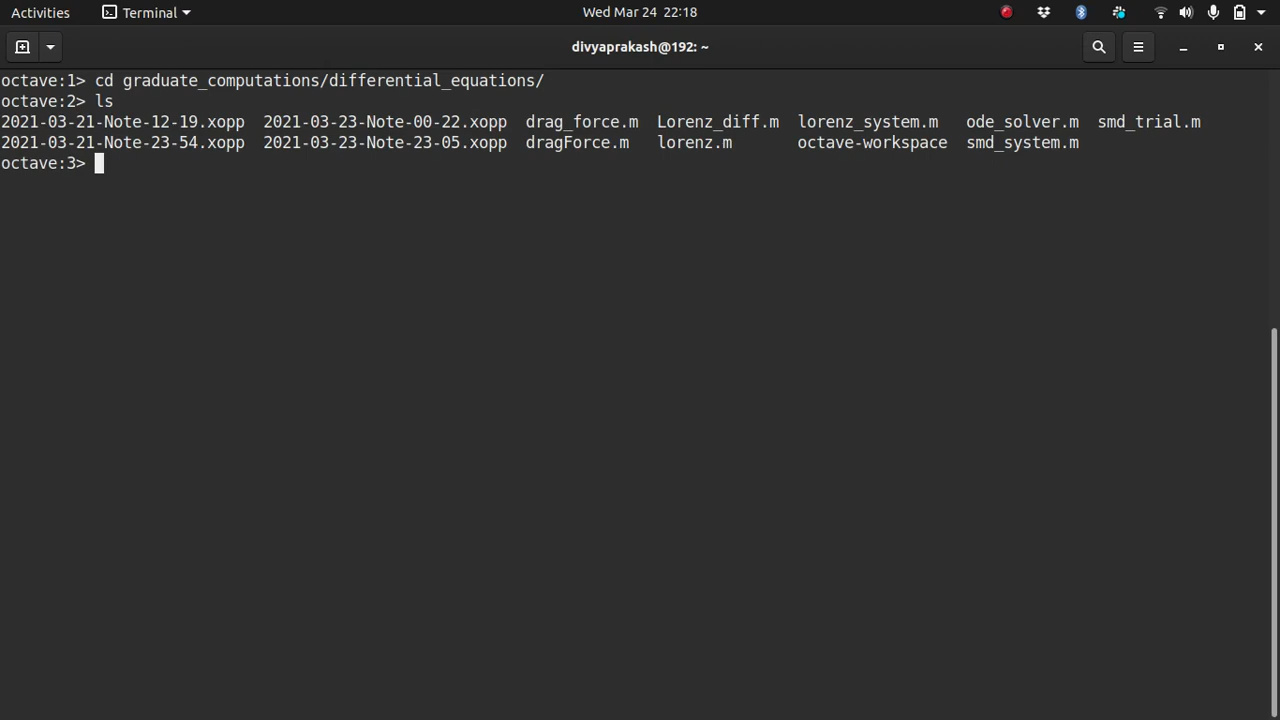 Activities Terminal Wed Mar 24 22:18
divyaprakash@192: ~
octave:1> cd graduate_computations/differential_equations/
octave:2> ls
2021-03-21-Note-12-19.xopp 2021-03-23-Note-00-22.xopp drag_force.m Lorenz_diff.m lorenz_system.m ode_solver.m smd_trial.m
2021-03-21-Note-23-54.xopp 2021-03-23-Note-23-05.xopp dragForce.m lorenz.m octave-workspace smd_system.m
octave:3>